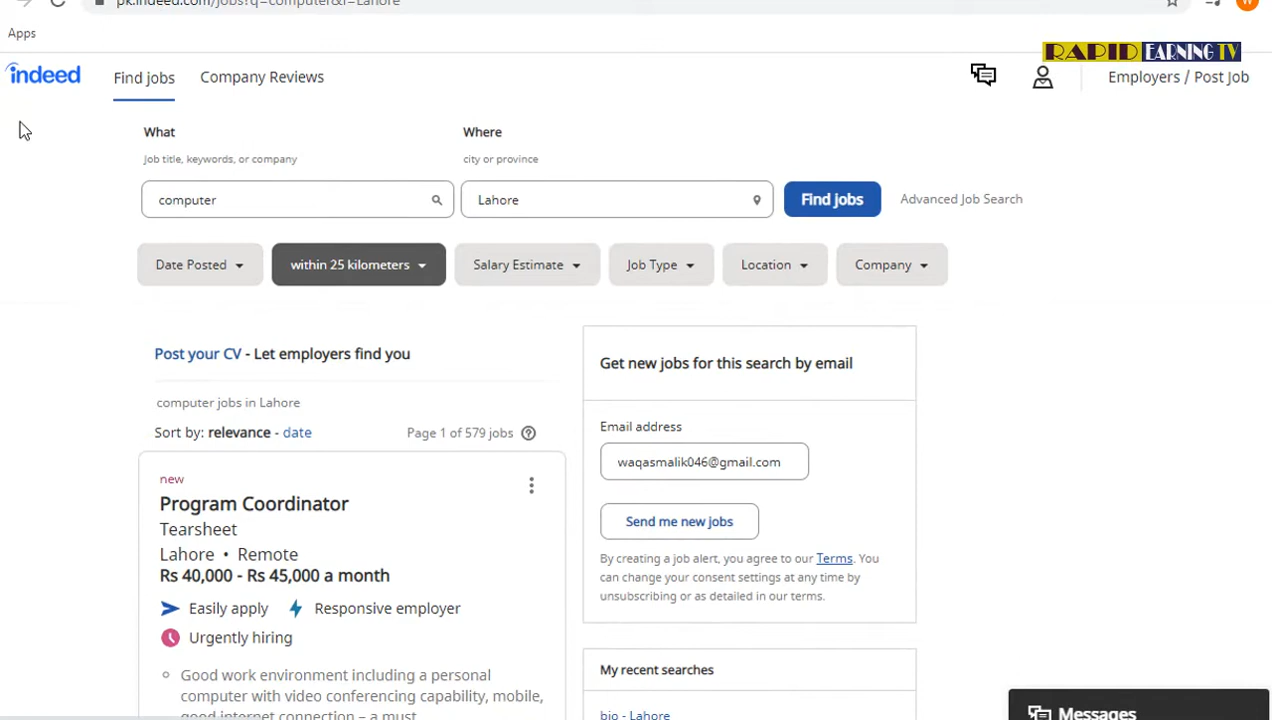 pk.indeed.com/jobs?q=computer&l=Lahore
W
Apps
RAPID EARNING TV
indeed
Find jobs
Company Reviews
Employers / Post Job
What
Where
Job title, keywords, or company
city or province
computer
Lahore
Find jobs
Advanced Job Search
Date Posted
within 25 kilometers
Salary Estimate
Job Type
Location
Company
Post your CV - Let employers find you
computer jobs in Lahore
Sort by: relevance - date
Page 1 of 579 jobs
new
Program Coordinator
Tearsheet
Lahore • Remote
Rs 40,000 - Rs 45,000 a month
Easily apply
Responsive employer
Urgently hiring
Good work environment including a personal
computer with video conferencing capability, mobile,
good internet connection – a must
Get new jobs for this search by email
Email address
waqasmalik046@gmail.com
Send me new jobs
By creating a job alert, you agree to our Terms. You
can change your consent settings at any time by
unsubscribing or as detailed in our terms.
My recent searches
bio - Lahore
Messages